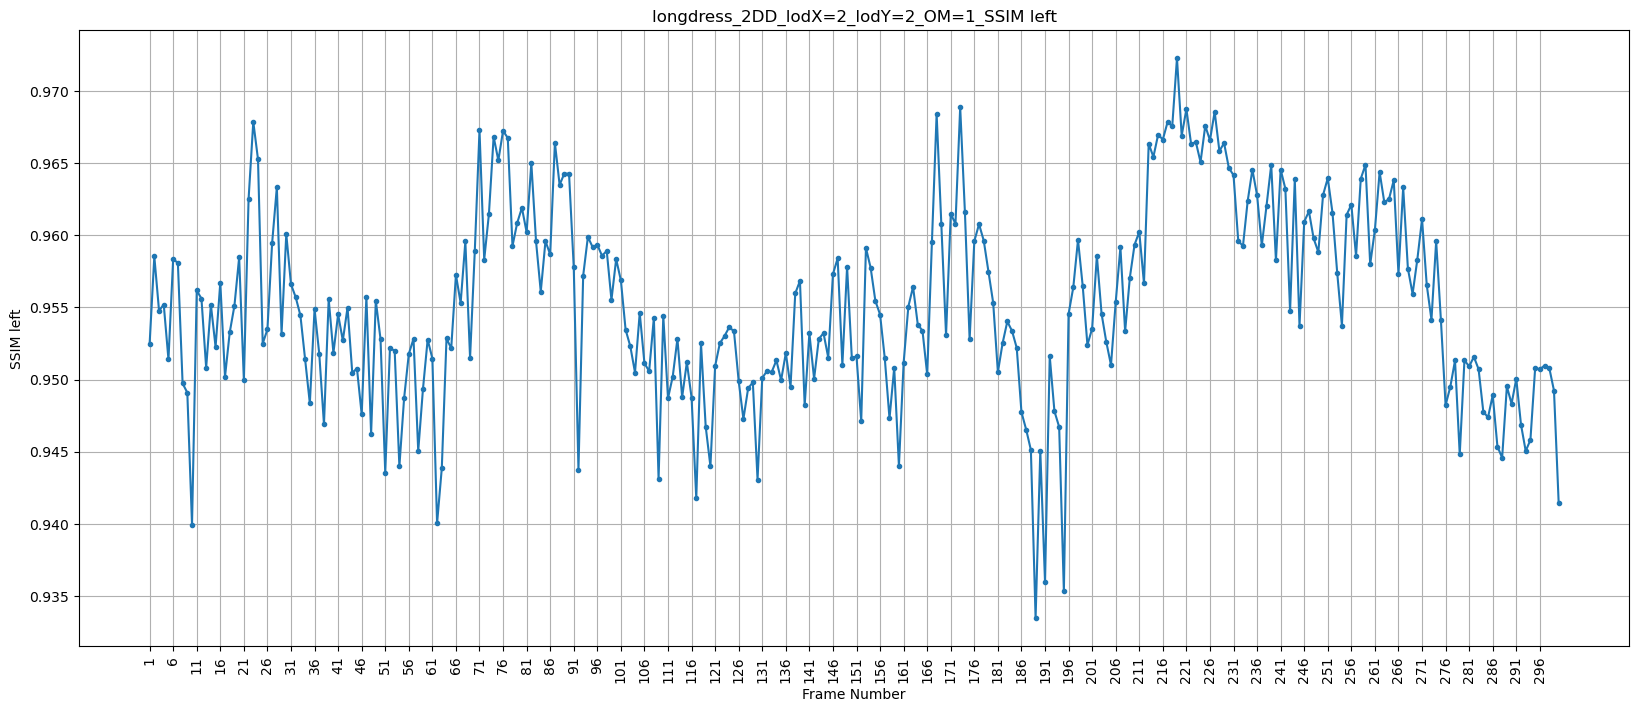 longdress_2DD_lodX=2_lodY=2_OM=1_SSIM left
SSIM left
0.970
0.965
0.960
0.955
0.950
0.945
0.940
0.935
1 6 11 16 21 26 31 36 41 46 51 56 61 66 71 76 81 86 91 96 101 106 111 116 121 126 131 136 141 146 151 156 161 166 171 176 181 186 191 196 201 206 211 216 221 226 231 236 241 246 251 256 261 266 271 276 281 286 291 296
Frame Number